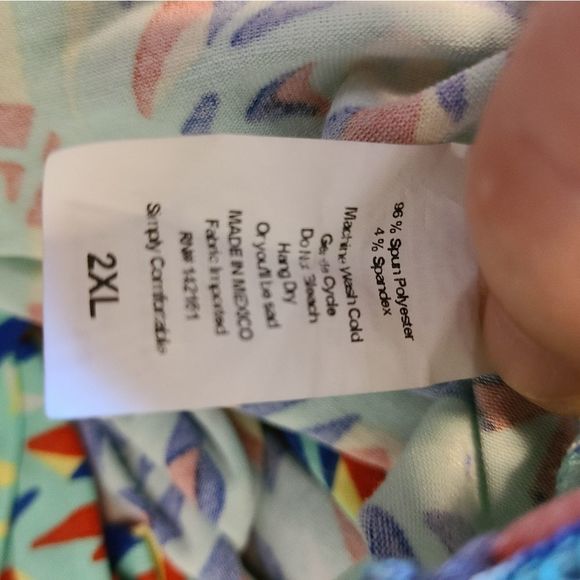 96 % Spun Polyester
4 % Spandex
Machine Wash Cold
Gentle Cycle
Do Not Bleach
Hang Dry
Or you'll be sad
MADE IN MEXICO
Fabric Imported
RN# 142161
Simply Comfortable
2XL